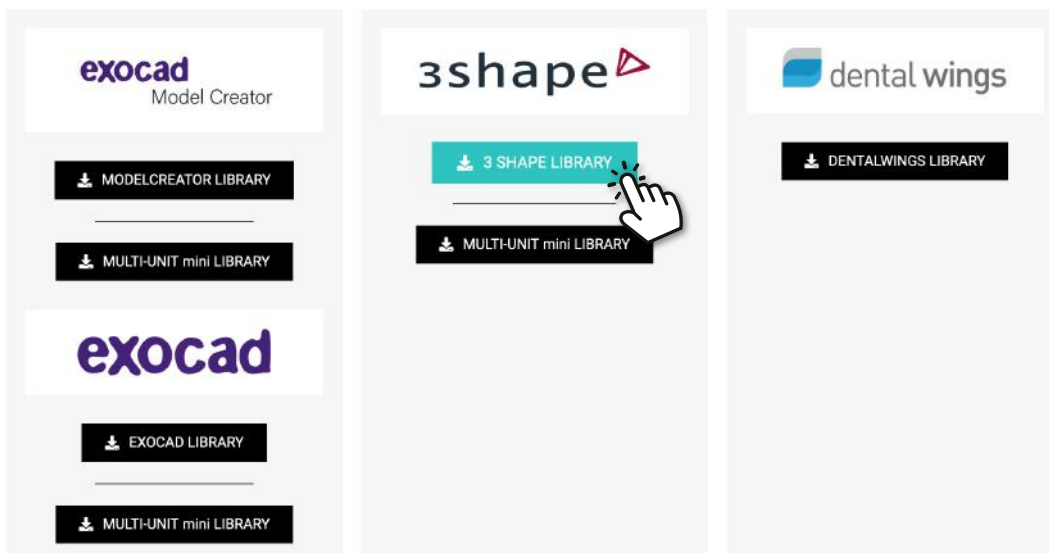 exocad
Model Creator
MODELCREATOR LIBRARY
MULTI-UNIT mini LIBRARY
exocad
EXOCAD LIBRARY
MULTI-UNIT mini LIBRARY
3shape
3 SHAPE LIBRARY
MULTI-UNIT mini LIBRARY
dental wings
DENTALWINGS LIBRARY